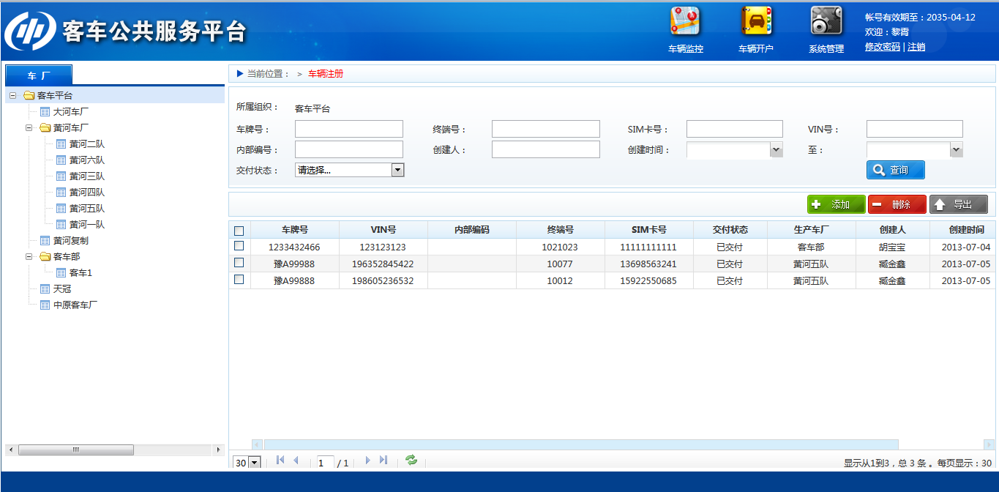 客车公共服务平台
车辆监控
车辆开户
系统管理
帐号有效期至：2035-04-12
欢迎：黎霄
修改密码 | 注销
车 厂
客车平台
大河车厂
黄河车厂
黄河二队
黄河六队
黄河三队
黄河四队
黄河五队
黄河一队
黄河复制
客车部
客车1
天冠
中原客车厂
当前位置： > 车辆注册
所属组织： 客车平台
车牌号： 终端号： SIM卡号： VIN号：
内部编号： 创建人： 创建时间： 至：
交付状态： 请选择... 查询
添加 删除 导出
车牌号 VIN号 内部编码 终端号 SIM卡号 交付状态 生产车厂 创建人 创建时间
1233432466 123123123 1021023 11111111111 已交付 客车部 胡宝宝 2013-07-04
豫A99988 196352845422 10077 13698563241 已交付 黄河五队 臧金鑫 2013-07-05
豫A99888 198605236532 10012 15922550685 已交付 黄河五队 臧金鑫 2013-07-05
30 1 / 1 显示从1到3，总 3 条 。每页显示：30